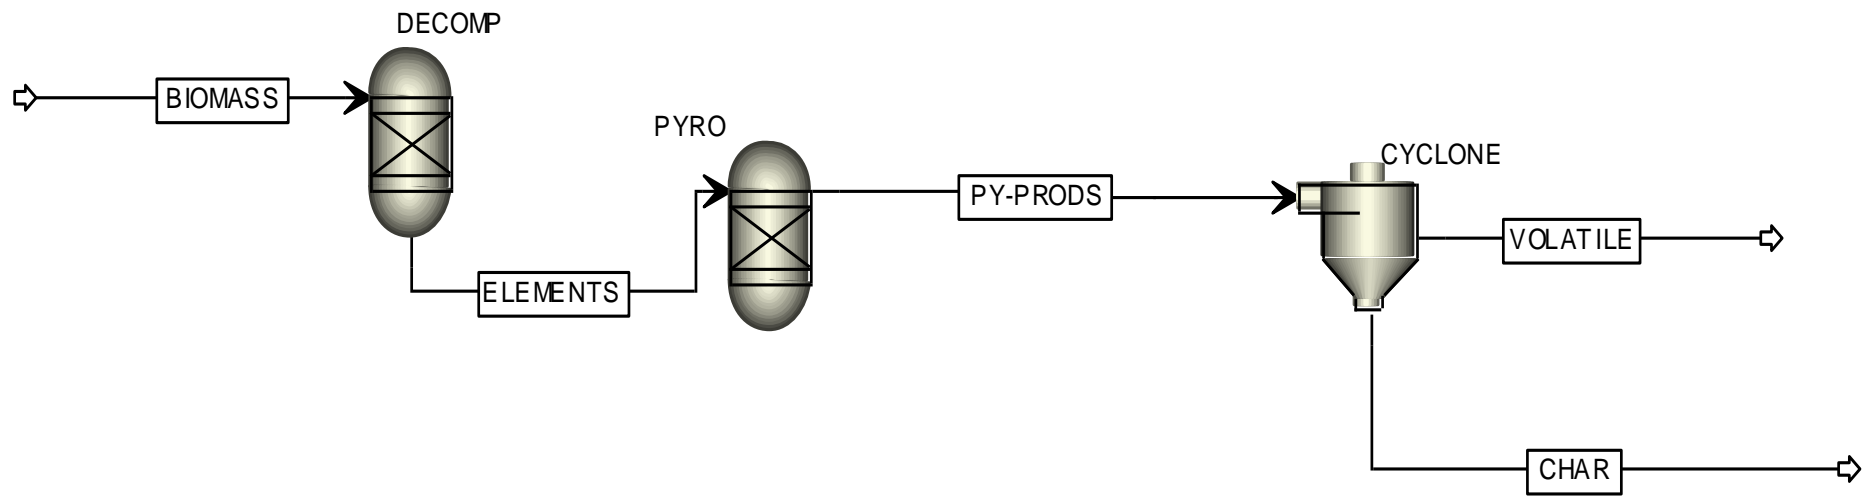 DECOMP
BIOMASS
PYRO
CYCLONE
PY-PRODS
VOLATILE
ELEMENTS
CHAR